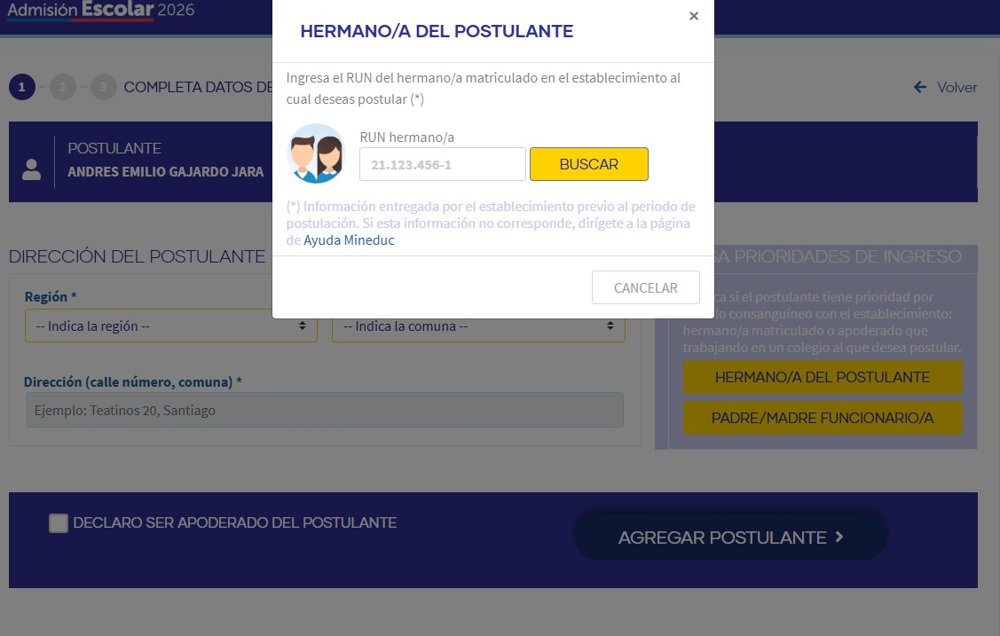 Admisión Escolar 2026
×
HERMANO/A DEL POSTULANTE
Ingresa el RUN del hermano/a matriculado en el establecimiento al
cual deseas postular (*)
RUN hermano/a
21.123.456-1
BUSCAR
(*) Información entregada por el establecimiento previo al periodo de
postulación. Si esta información no corresponde, dirígete a la página
de Ayuda Mineduc
CANCELAR
1 2 3 COMPLETA DATOS DE
Volver
POSTULANTE
ANDRES EMILIO GAJARDO JARA
DIRECCIÓN DEL POSTULANTE
Región *
-- Indica la región --
-- Indica la comuna --
Dirección (calle número, comuna) *
Ejemplo: Teatinos 20, Santiago
PRIORIDADES DE INGRESO
si el postulante tiene prioridad por
consanguíneo con el establecimiento:
hermano/a matriculado o apoderado que
trabajando en un colegio al que desea postular.
HERMANO/A DEL POSTULANTE
PADRE/MADRE FUNCIONARIO/A
DECLARO SER APODERADO DEL POSTULANTE
AGREGAR POSTULANTE